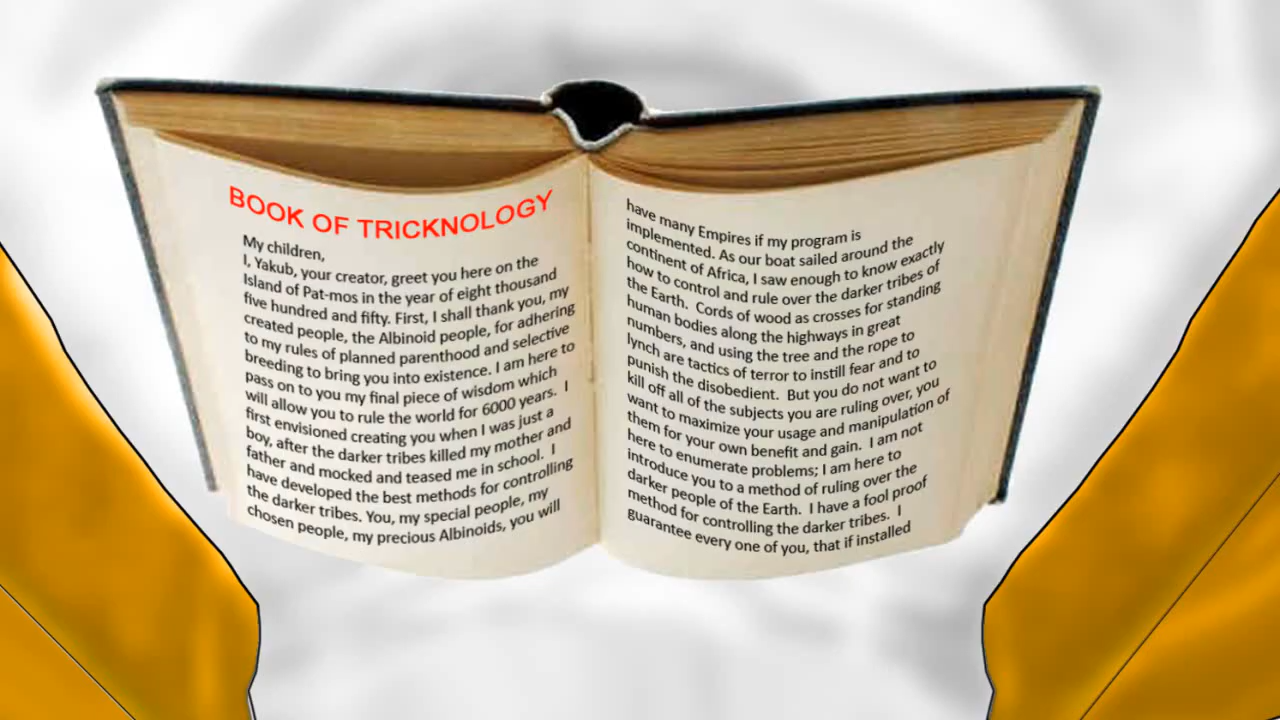 BOOK OF TRICKNOLOGY
My children,
I, Yakub, your creator, greet you here on the
Island of Pat-mos in the year of eight thousand
five hundred and fifty. First, I shall thank you, my
created people, the Albinoid people, for adhering
to my rules of planned parenthood and selective
breeding to bring you into existence. I am here to
pass on to you my final piece of wisdom which
will allow you to rule the world for 6000 years. I
first envisioned creating you when I was just a
boy, after the darker tribes killed my mother and
father and mocked and teased me in school. I
have developed the best methods for controlling
the darker tribes. You, my special people, my
chosen people, my precious Albinoids, you will
have many Empires if my program is
implemented. As our boat sailed around the
continent of Africa, I saw enough to know exactly
how to control and rule over the darker tribes of
the Earth. Cords of wood as crosses for standing
human bodies along the highways in great
numbers, and using the tree and the rope to
lynch are tactics of terror to instill fear and to
punish the disobedient. But you do not want to
kill off all of the subjects you are ruling over, you
want to maximize your usage and manipulation of
them for your own benefit and gain. I am not
here to enumerate problems; I am here to
introduce you to a method of ruling over the
darker people of the Earth. I have a fool proof
method for controlling the darker tribes. I
guarantee every one of you, that if installed